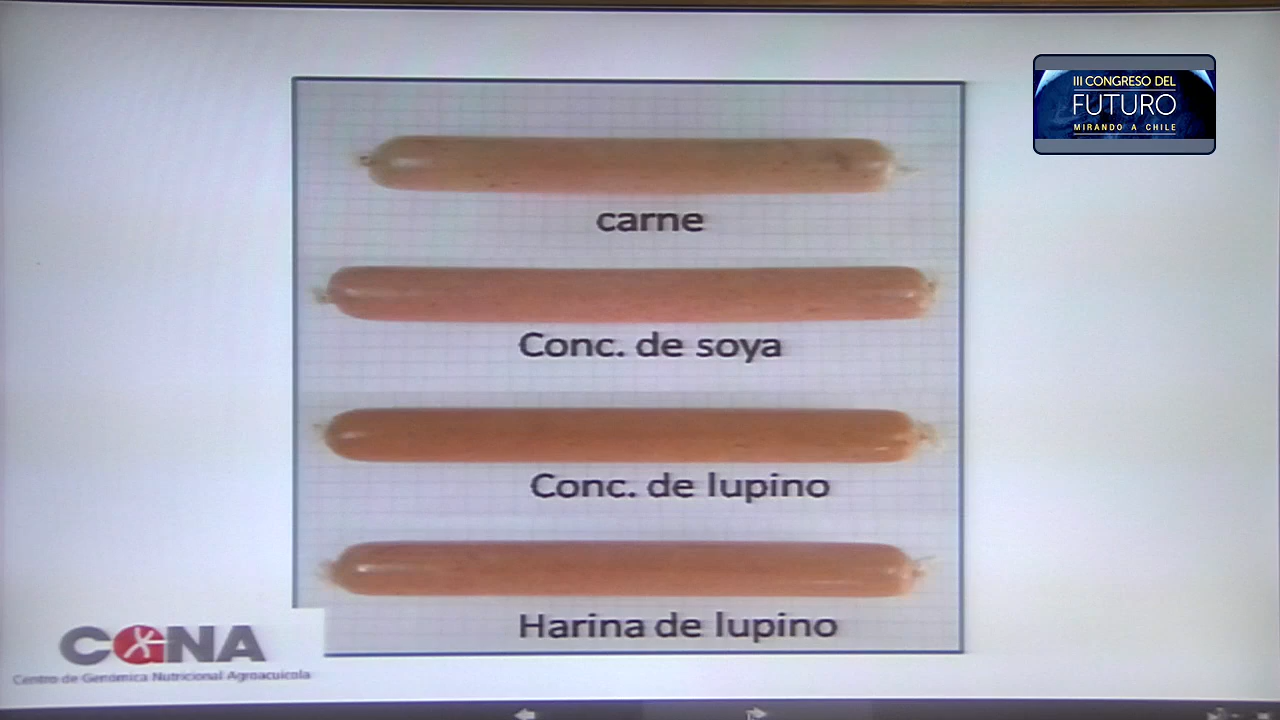 III CONGRESO DEL
FUTURO
MIRANDO A CHILE
carne
Conc. de soya
Conc. de lupino
Harina de lupino
CGNA
Centro de Genómica Nutricional Agroacuícola